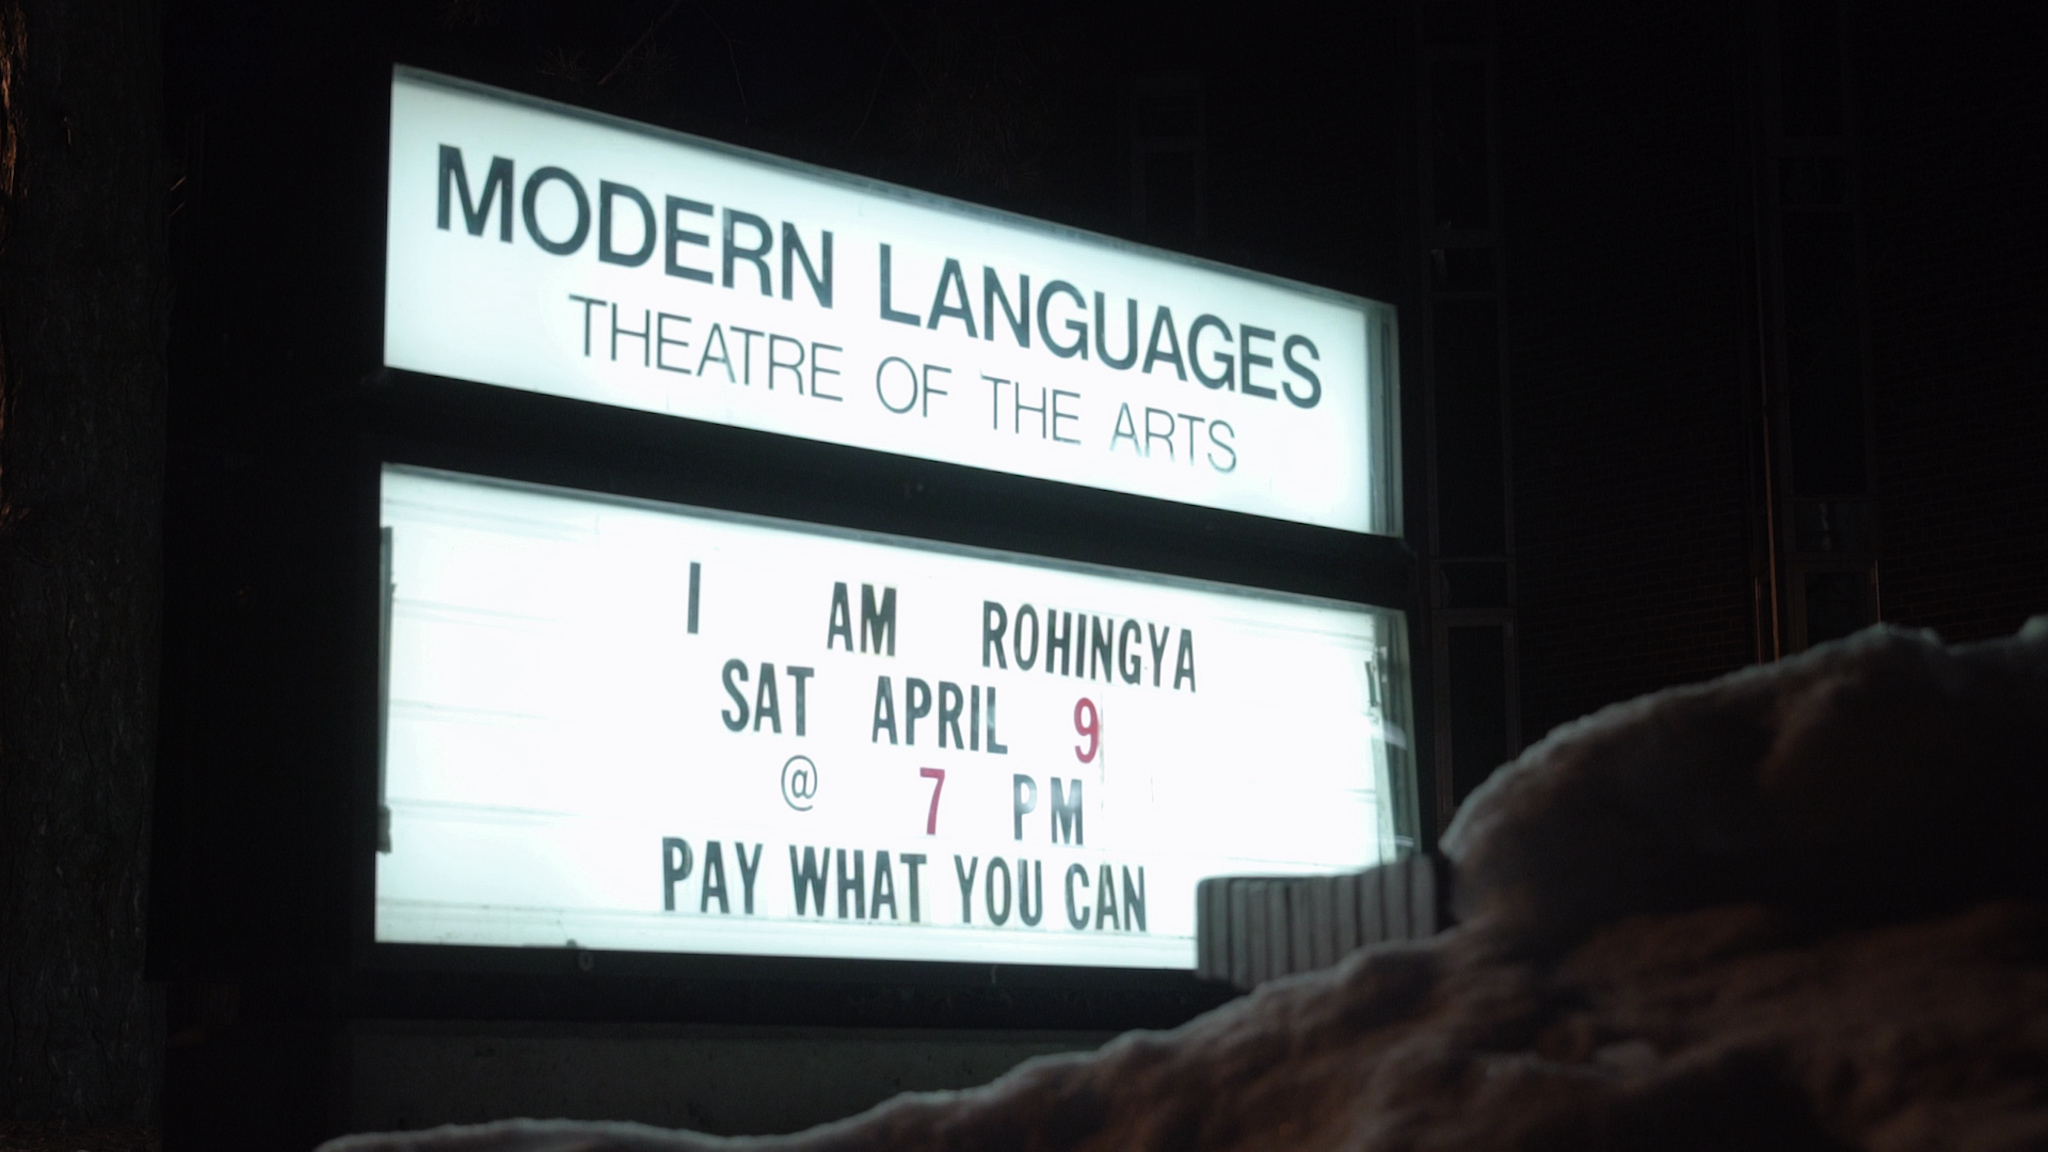 MODERN LANGUAGES
THEATRE OF THE ARTS
I AM ROHINGYA
SAT APRIL 9
@ 7 PM
PAY WHAT YOU CAN